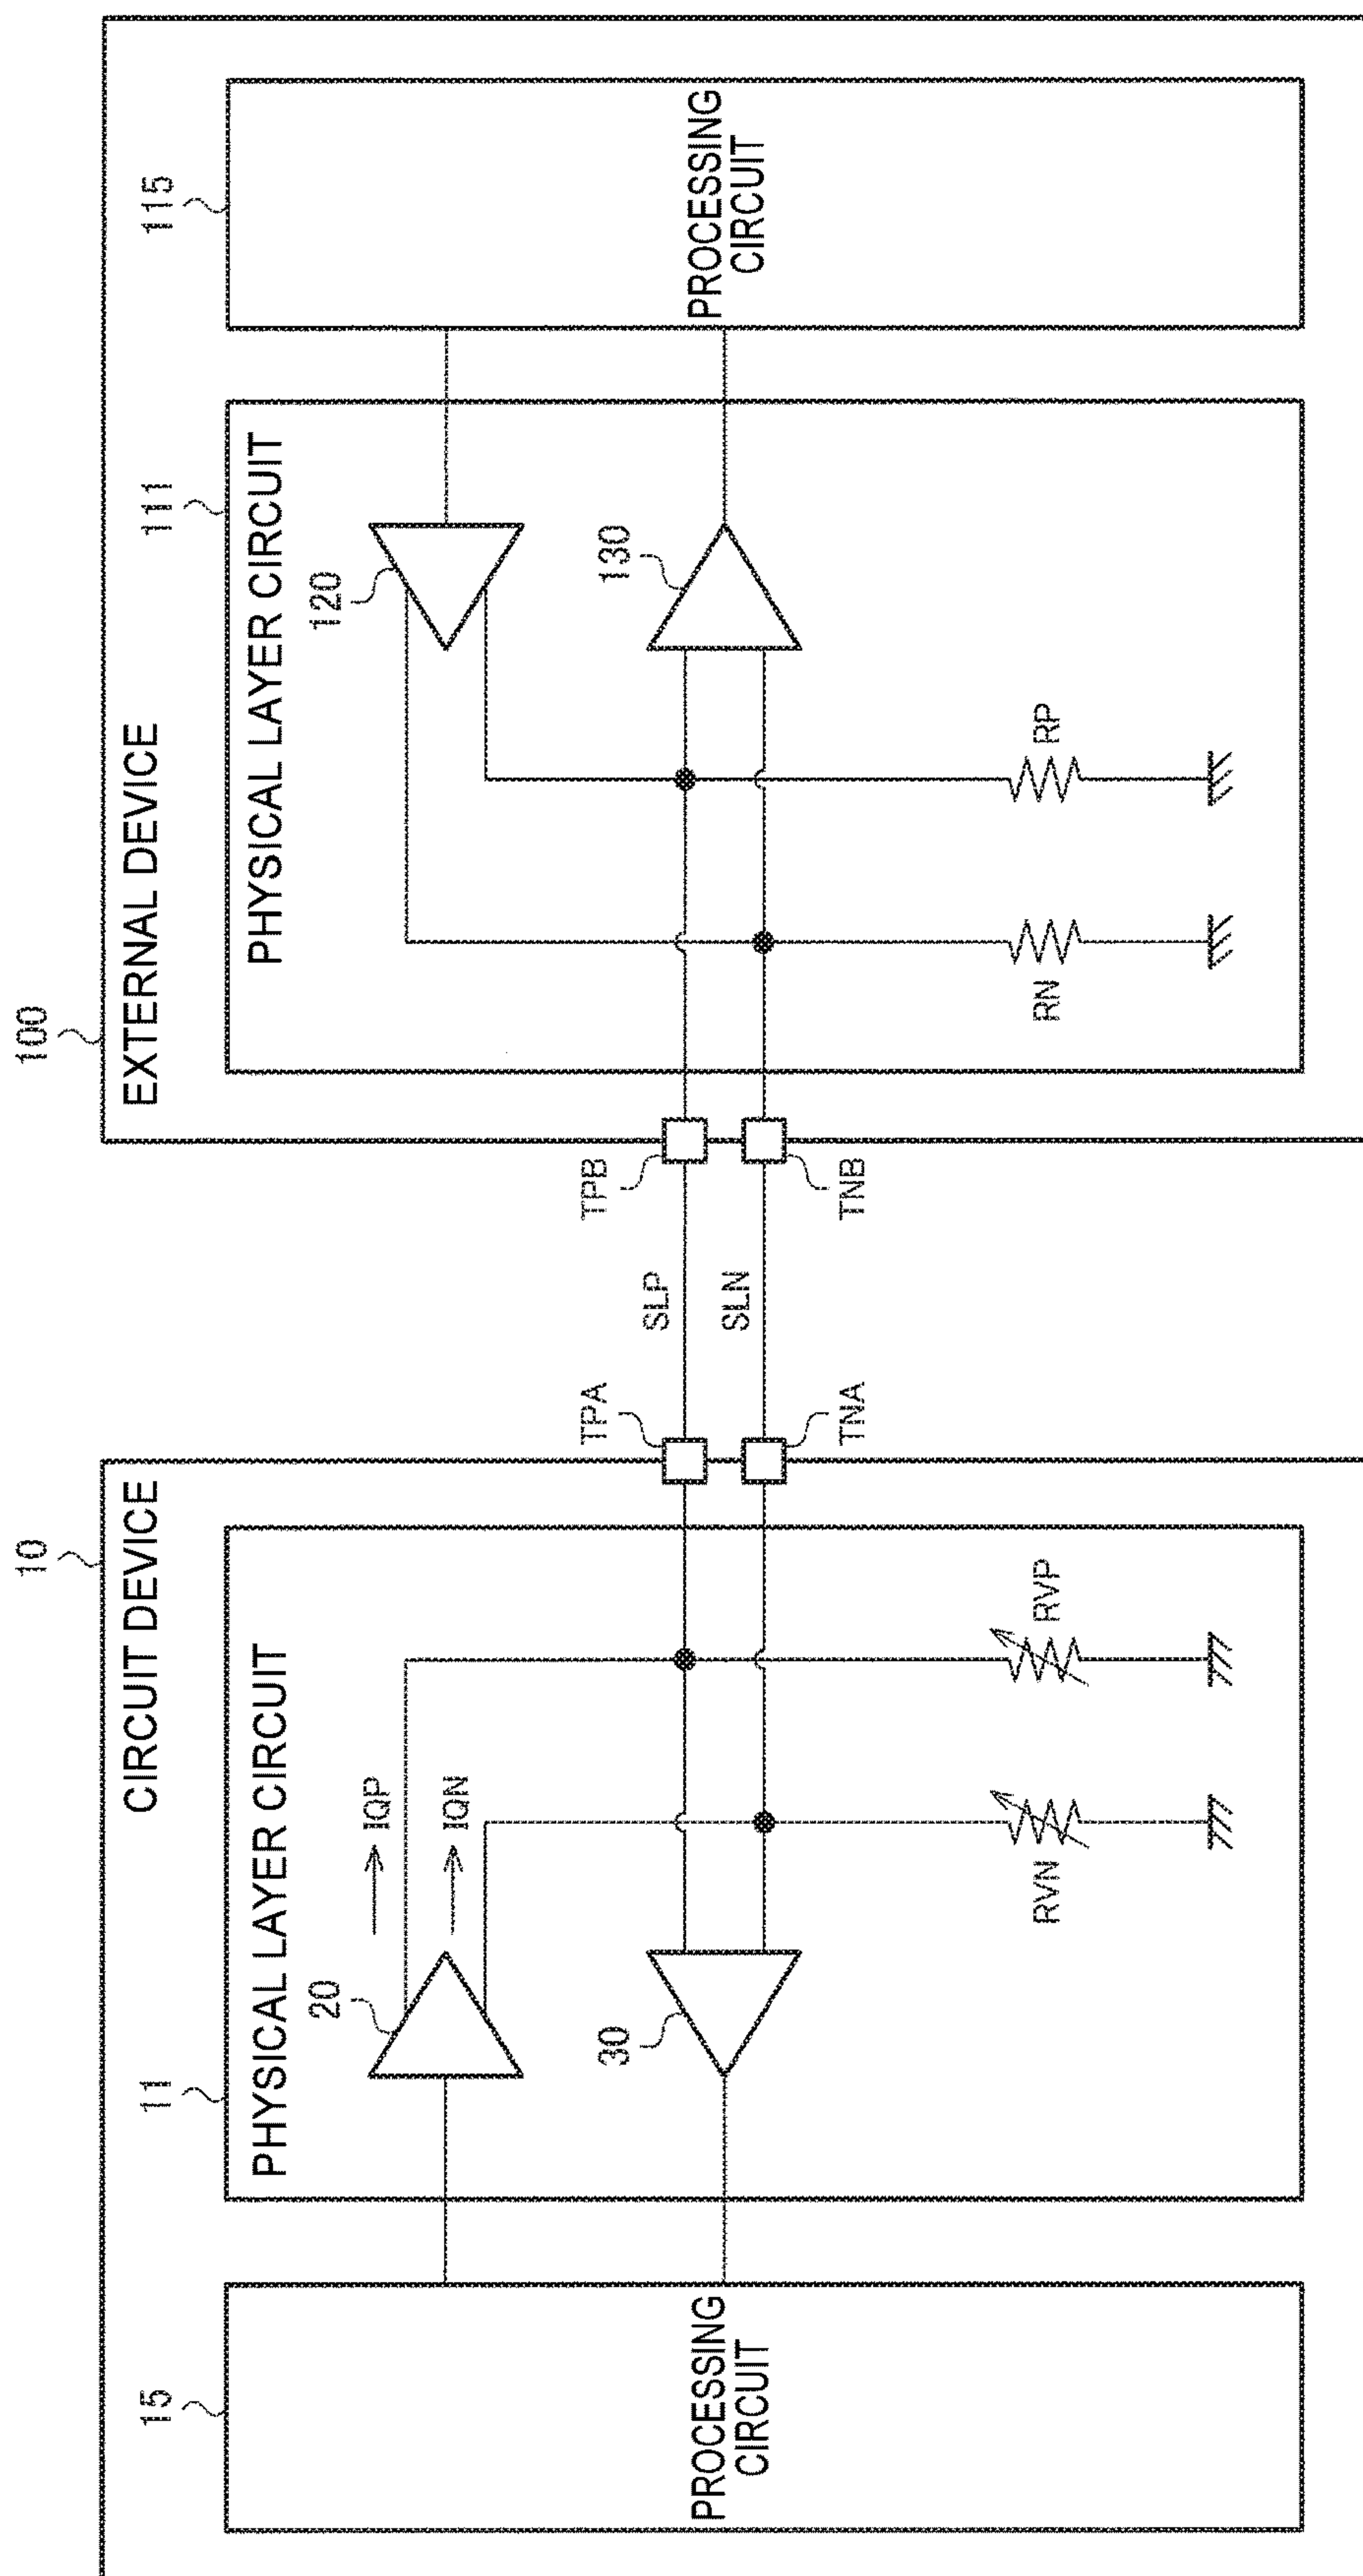 10
CIRCUIT DEVICE
15
PROCESSING
CIRCUIT
11
PHYSICAL LAYER CIRCUIT
20
IQP
IQN
30
RVN
RVP
TPA
TNA
SLP
SLN
100
EXTERNAL DEVICE
TPB
TNB
111
PHYSICAL LAYER CIRCUIT
120
130
RN
RP
115
PROCESSING
CIRCUIT